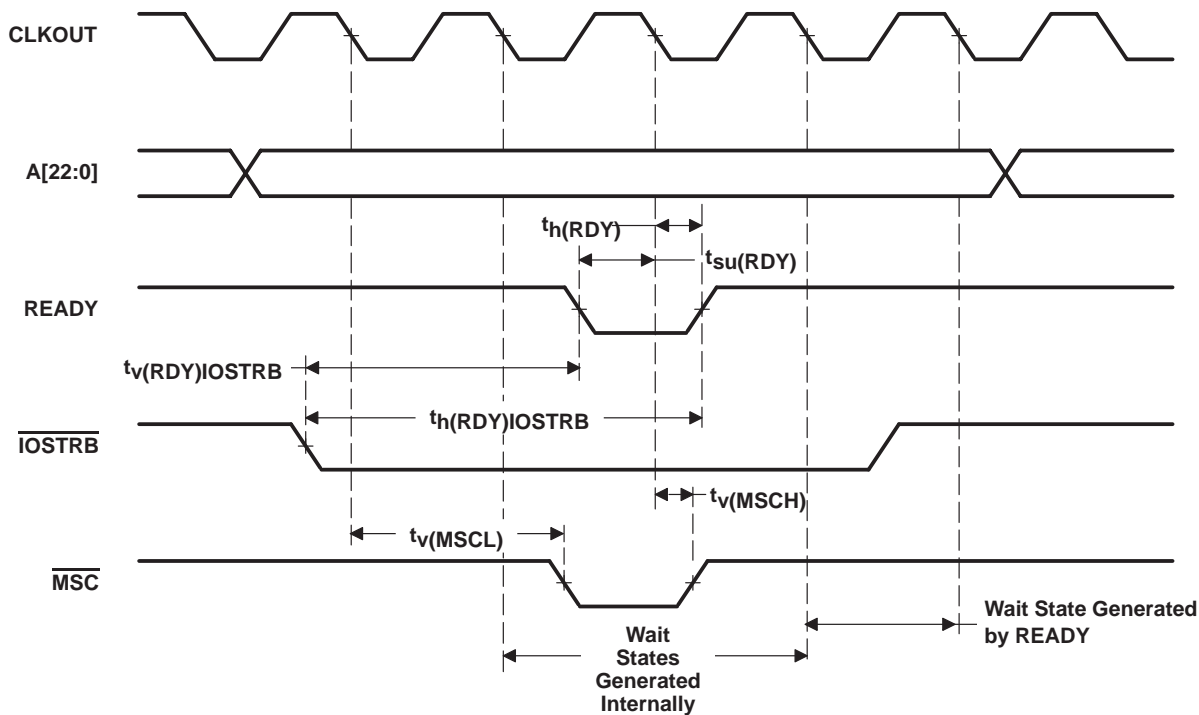 CLKOUT
A[22:0]
th(RDY)
tsu(RDY)
READY
tv(RDY)IOSTRB
th(RDY)IOSTRB
IOSTRB
tv(MSCH)
tv(MSCL)
MSC
Wait State Generated
by READY
Wait
States
Generated
Internally